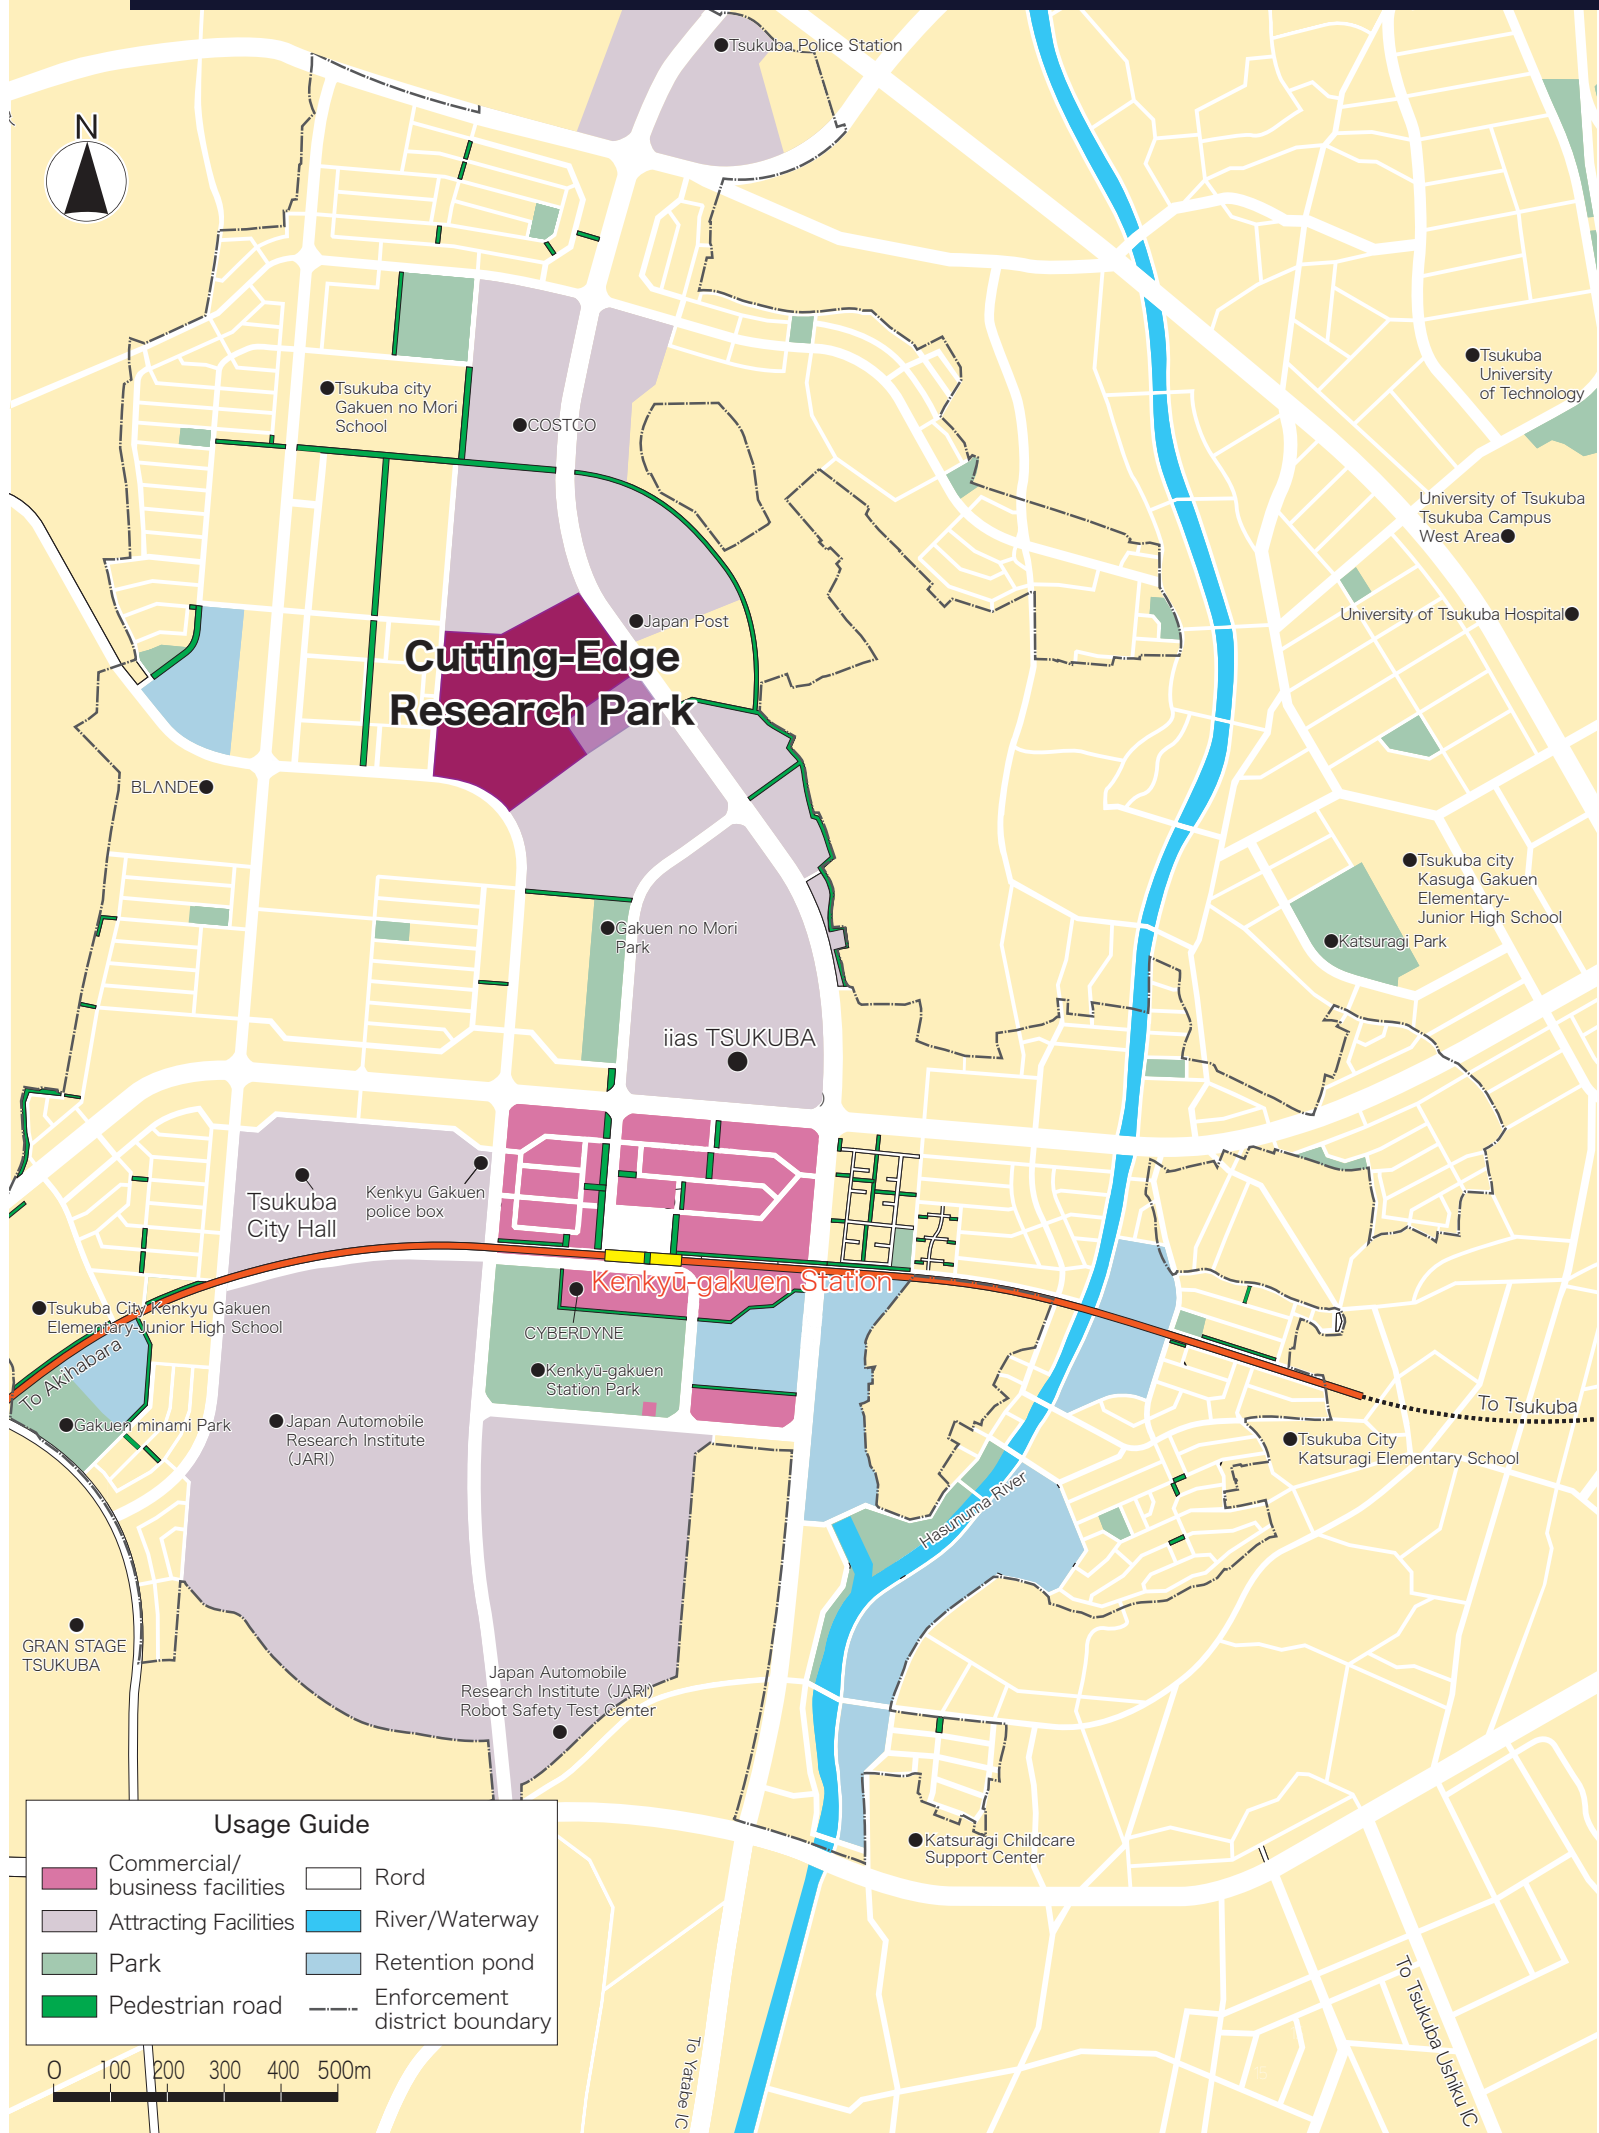 Tsukuba Police Station
N
Tsukuba
University
of Technology
Tsukuba city
Gakuen no Mori
School
COSTCO
University of Tsukuba
Tsukuba Campus
West Area
University of Tsukuba Hospital
Japan Post
Cutting-Edge
Research Park
BLANDE
Tsukuba city
Kasuga Gakuen
Elementary-
Junior High School
Katsuragi Park
Gakuen no Mori
Park
iias TSUKUBA
Tsukuba
City Hall
Kenkyu Gakuen
police box
Kenkyū-gakuen Station
Tsukuba City Kenkyu Gakuen
Elementary-Junior High School
CYBERDYNE
To Akihabara
Kenkyū-gakuen
Station Park
Gakuen minami Park
Japan Automobile
Research Institute
(JARI)
To Tsukuba
Tsukuba City
Katsuragi Elementary School
Hasunuma River
GRAN STAGE
TSUKUBA
Japan Automobile
Research Institute (JARI)
Robot Safety Test Center
Katsuragi Childcare
Support Center
Usage Guide
Commercial/
business facilities
Attracting Facilities
Park
Pedestrian road
Rord
River/Waterway
Retention pond
Enforcement
district boundary
0 100 200 300 400 500m
To Yatabe IC
To Tsukuba Ushiku IC